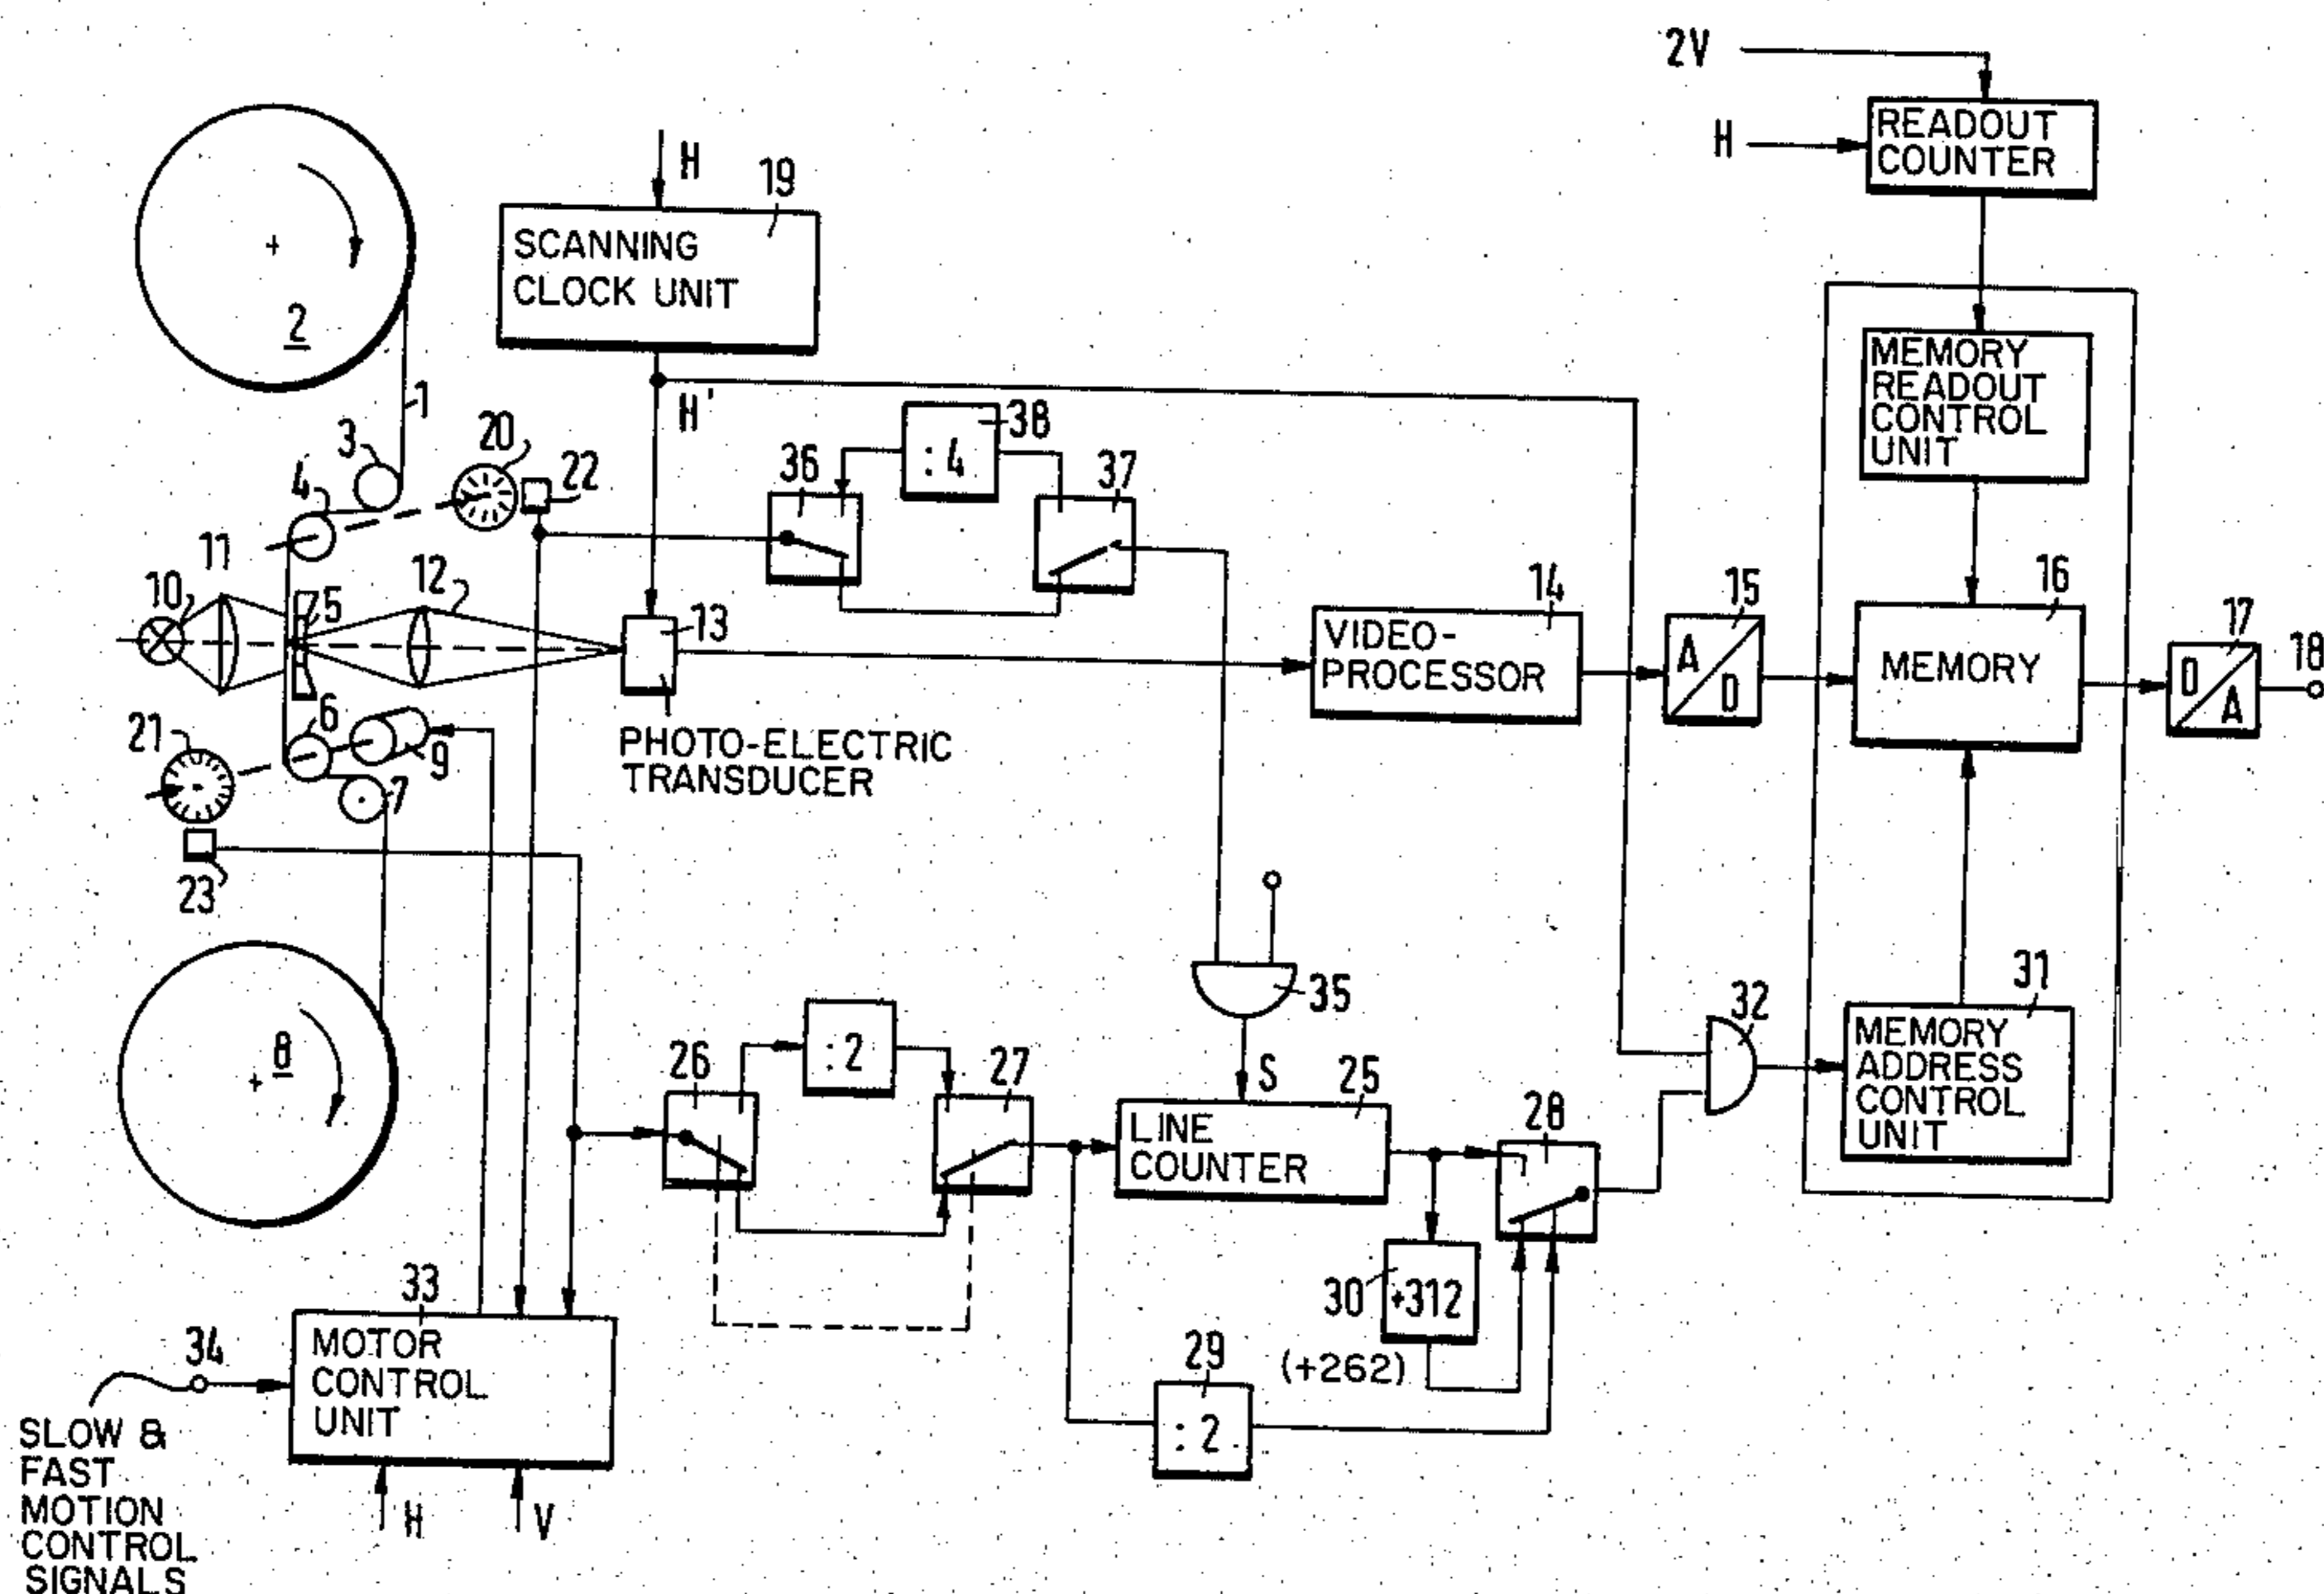 2V
H
READOUT
COUNTER
H
19
SCANNING
CLOCK UNIT
2
1
H'
MEMORY
READOUT
CONTROL
UNIT
3
20
4
22
36
38
:4
37
11
10
5
12
13
14
VIDEO-
PROCESSOR
15
A
D
16
MEMORY
17
D
A
18
21
6
9
7
PHOTO-ELECTRIC
TRANSDUCER
23
35
8
26
:2
27
S
25
LINE
COUNTER
28
32
31
MEMORY
ADDRESS
CONTROL
UNIT
33
34
MOTOR
CONTROL
UNIT
30
+312
(+262)
29
:2
SLOW &
FAST
MOTION
CONTROL
SIGNALS
H
V